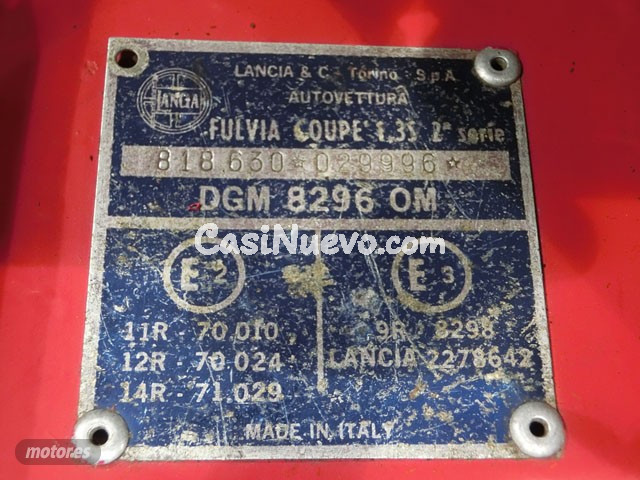 LANCIA & C - Torino - S.p.A.
LANCIA
AUTOVETTURA
FULVIA COUPE' 1,3S 2ª serie
818.630*029996*
DGM 8296 OM
CasiNuevo.com
E 2
E 3
11R - 70.010
12R - 70.024
14R - 71.029
9R - 8296
LANCIA 2278642
MADE IN ITALY
motores